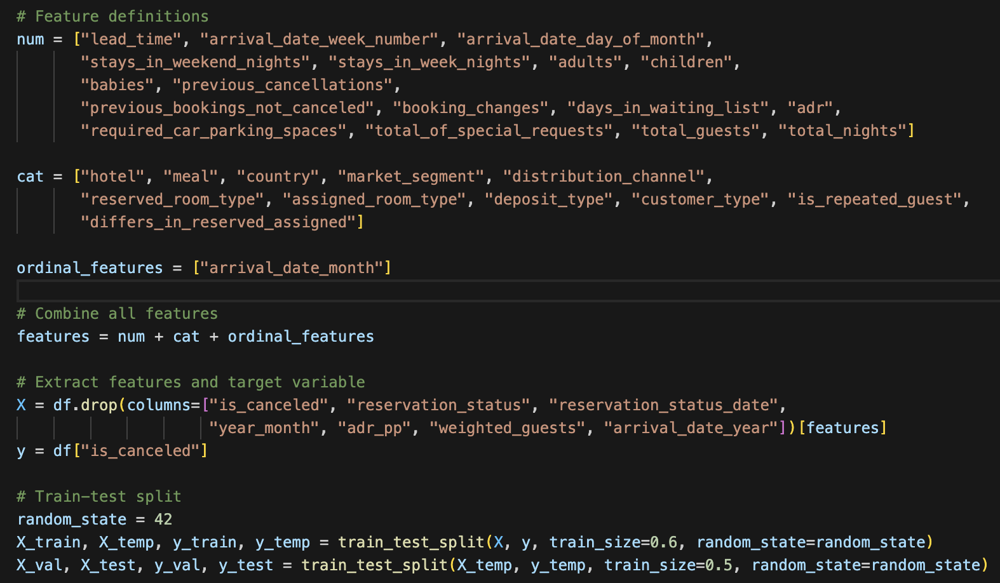 # Feature definitions
num = ["lead_time", "arrival_date_week_number", "arrival_date_day_of_month",
"stays_in_weekend_nights", "stays_in_week_nights", "adults", "children",
"babies", "previous_cancellations",
"previous_bookings_not_canceled", "booking_changes", "days_in_waiting_list", "adr",
"required_car_parking_spaces", "total_of_special_requests", "total_guests", "total_nights"]
cat = ["hotel", "meal", "country", "market_segment", "distribution_channel",
"reserved_room_type", "assigned_room_type", "deposit_type", "customer_type", "is_repeated_guest",
"differs_in_reserved_assigned"]
ordinal_features = ["arrival_date_month"]
# Combine all features
features = num + cat + ordinal_features
# Extract features and target variable
X = df.drop(columns=["is_canceled", "reservation_status", "reservation_status_date",
"year_month", "adr_pp", "weighted_guests", "arrival_date_year"])[features]
y = df["is_canceled"]
# Train-test split
random_state = 42
X_train, X_temp, y_train, y_temp = train_test_split(X, y, train_size=0.6, random_state=random_state)
X_val, X_test, y_val, y_test = train_test_split(X_temp, y_temp, train_size=0.5, random_state=random_state)